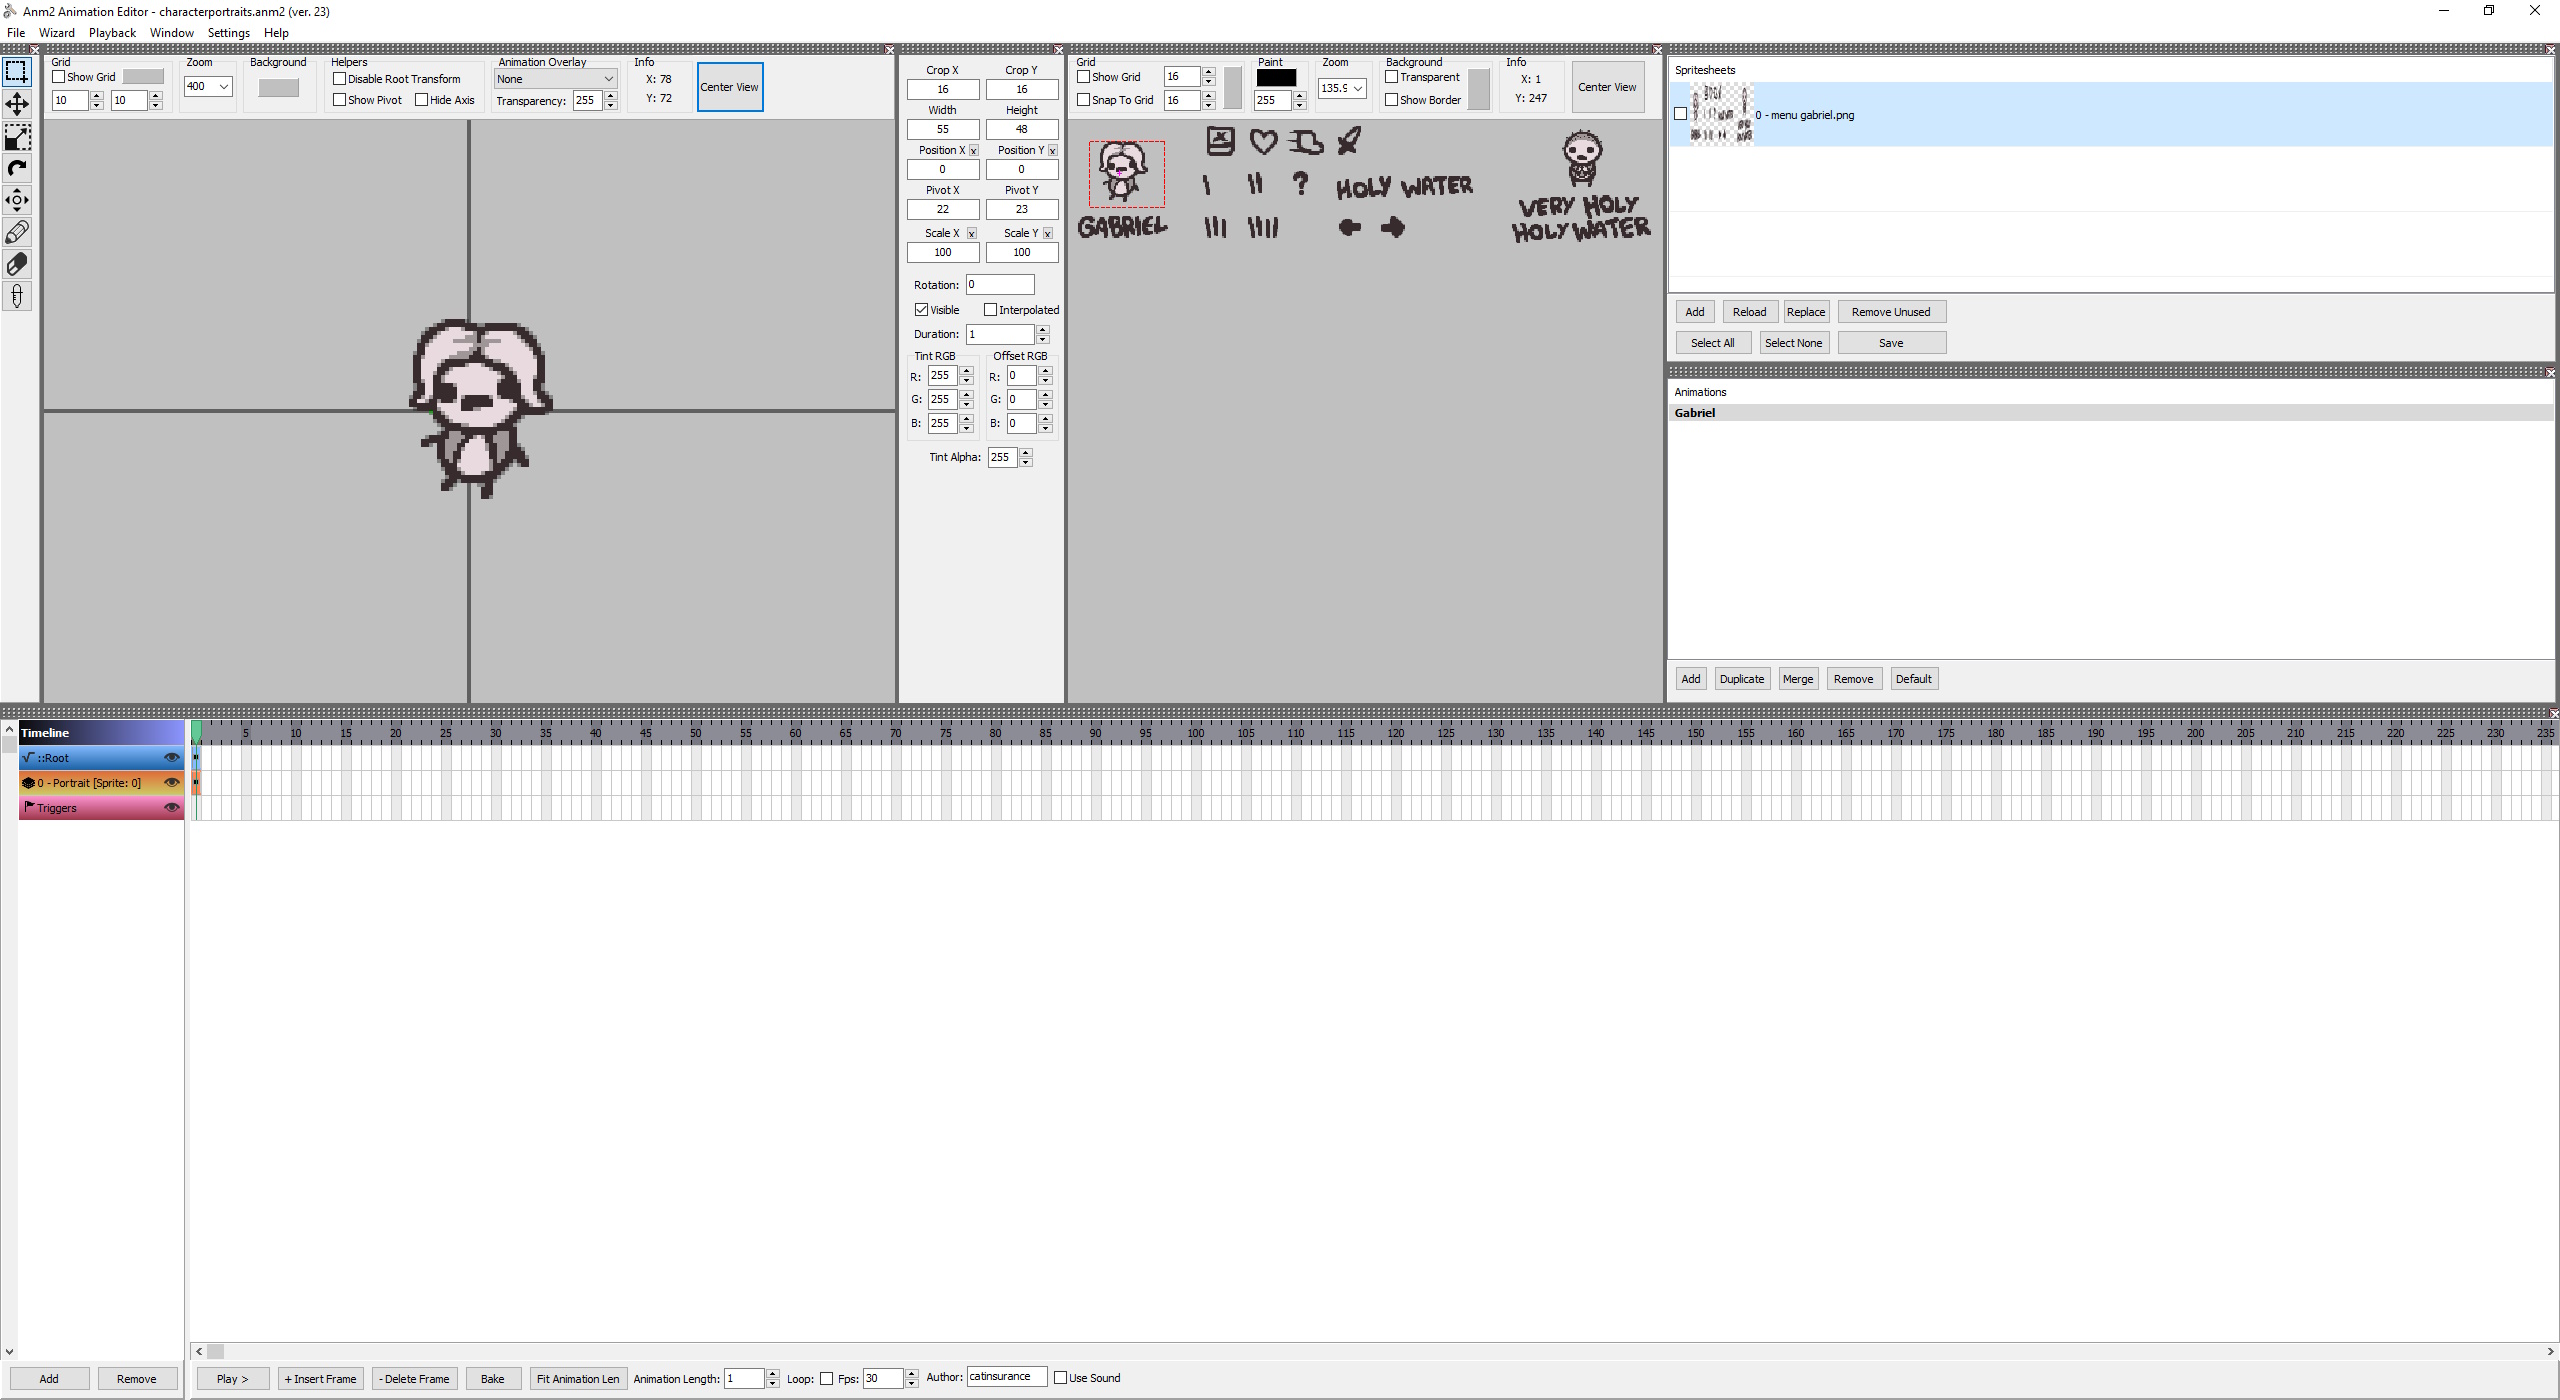 Anm2 Animation Editor - characterportraits.anm2 (ver. 23)
File Wizard Playback Window Settings Help
Grid
Show Grid
10 10
Zoom
400
Background
Helpers
Disable Root Transform
Show Pivot Hide Axis
Animation Overlay
None
Transparency: 255
Info
X: 78
Y: 72
Center View
Crop X Crop Y
16 16
Width Height
55 48
Position X x Position Y x
0 0
Pivot X Pivot Y
22 23
Scale X x Scale Y x
100 100
Rotation: 0
Visible Interpolated
Duration: 1
Tint RGB Offset RGB
R: 255 R: 0
G: 255 G: 0
B: 255 B: 0
Tint Alpha: 255
Grid
Show Grid 16
Snap To Grid 16
Paint
255
Zoom
135.9
Background
Transparent
Show Border
Info
X: 1
Y: 247
Center View
?
HOLY WATER
GABRIEL
VERY HOLY
HOLY WATER
Spritesheets
0 - menu gabriel.png
Add Reload Replace Remove Unused
Select All Select None Save
Animations
Gabriel
Add Duplicate Merge Remove Default
Timeline
5 10 15 20 25 30 35 40 45 50 55 60 65 70 75 80 85 90 95 100 105 110 115 120 125 130 135 140 145 150 155 160 165 170 175 180 185 190 195 200 205 210 215 220 225 230 235
::Root
0 - Portrait [Sprite: 0]
Triggers
Add Remove Play > + Insert Frame - Delete Frame Bake Fit Animation Len Animation Length: 1 Loop: Fps: 30 Author: catinsurance Use Sound